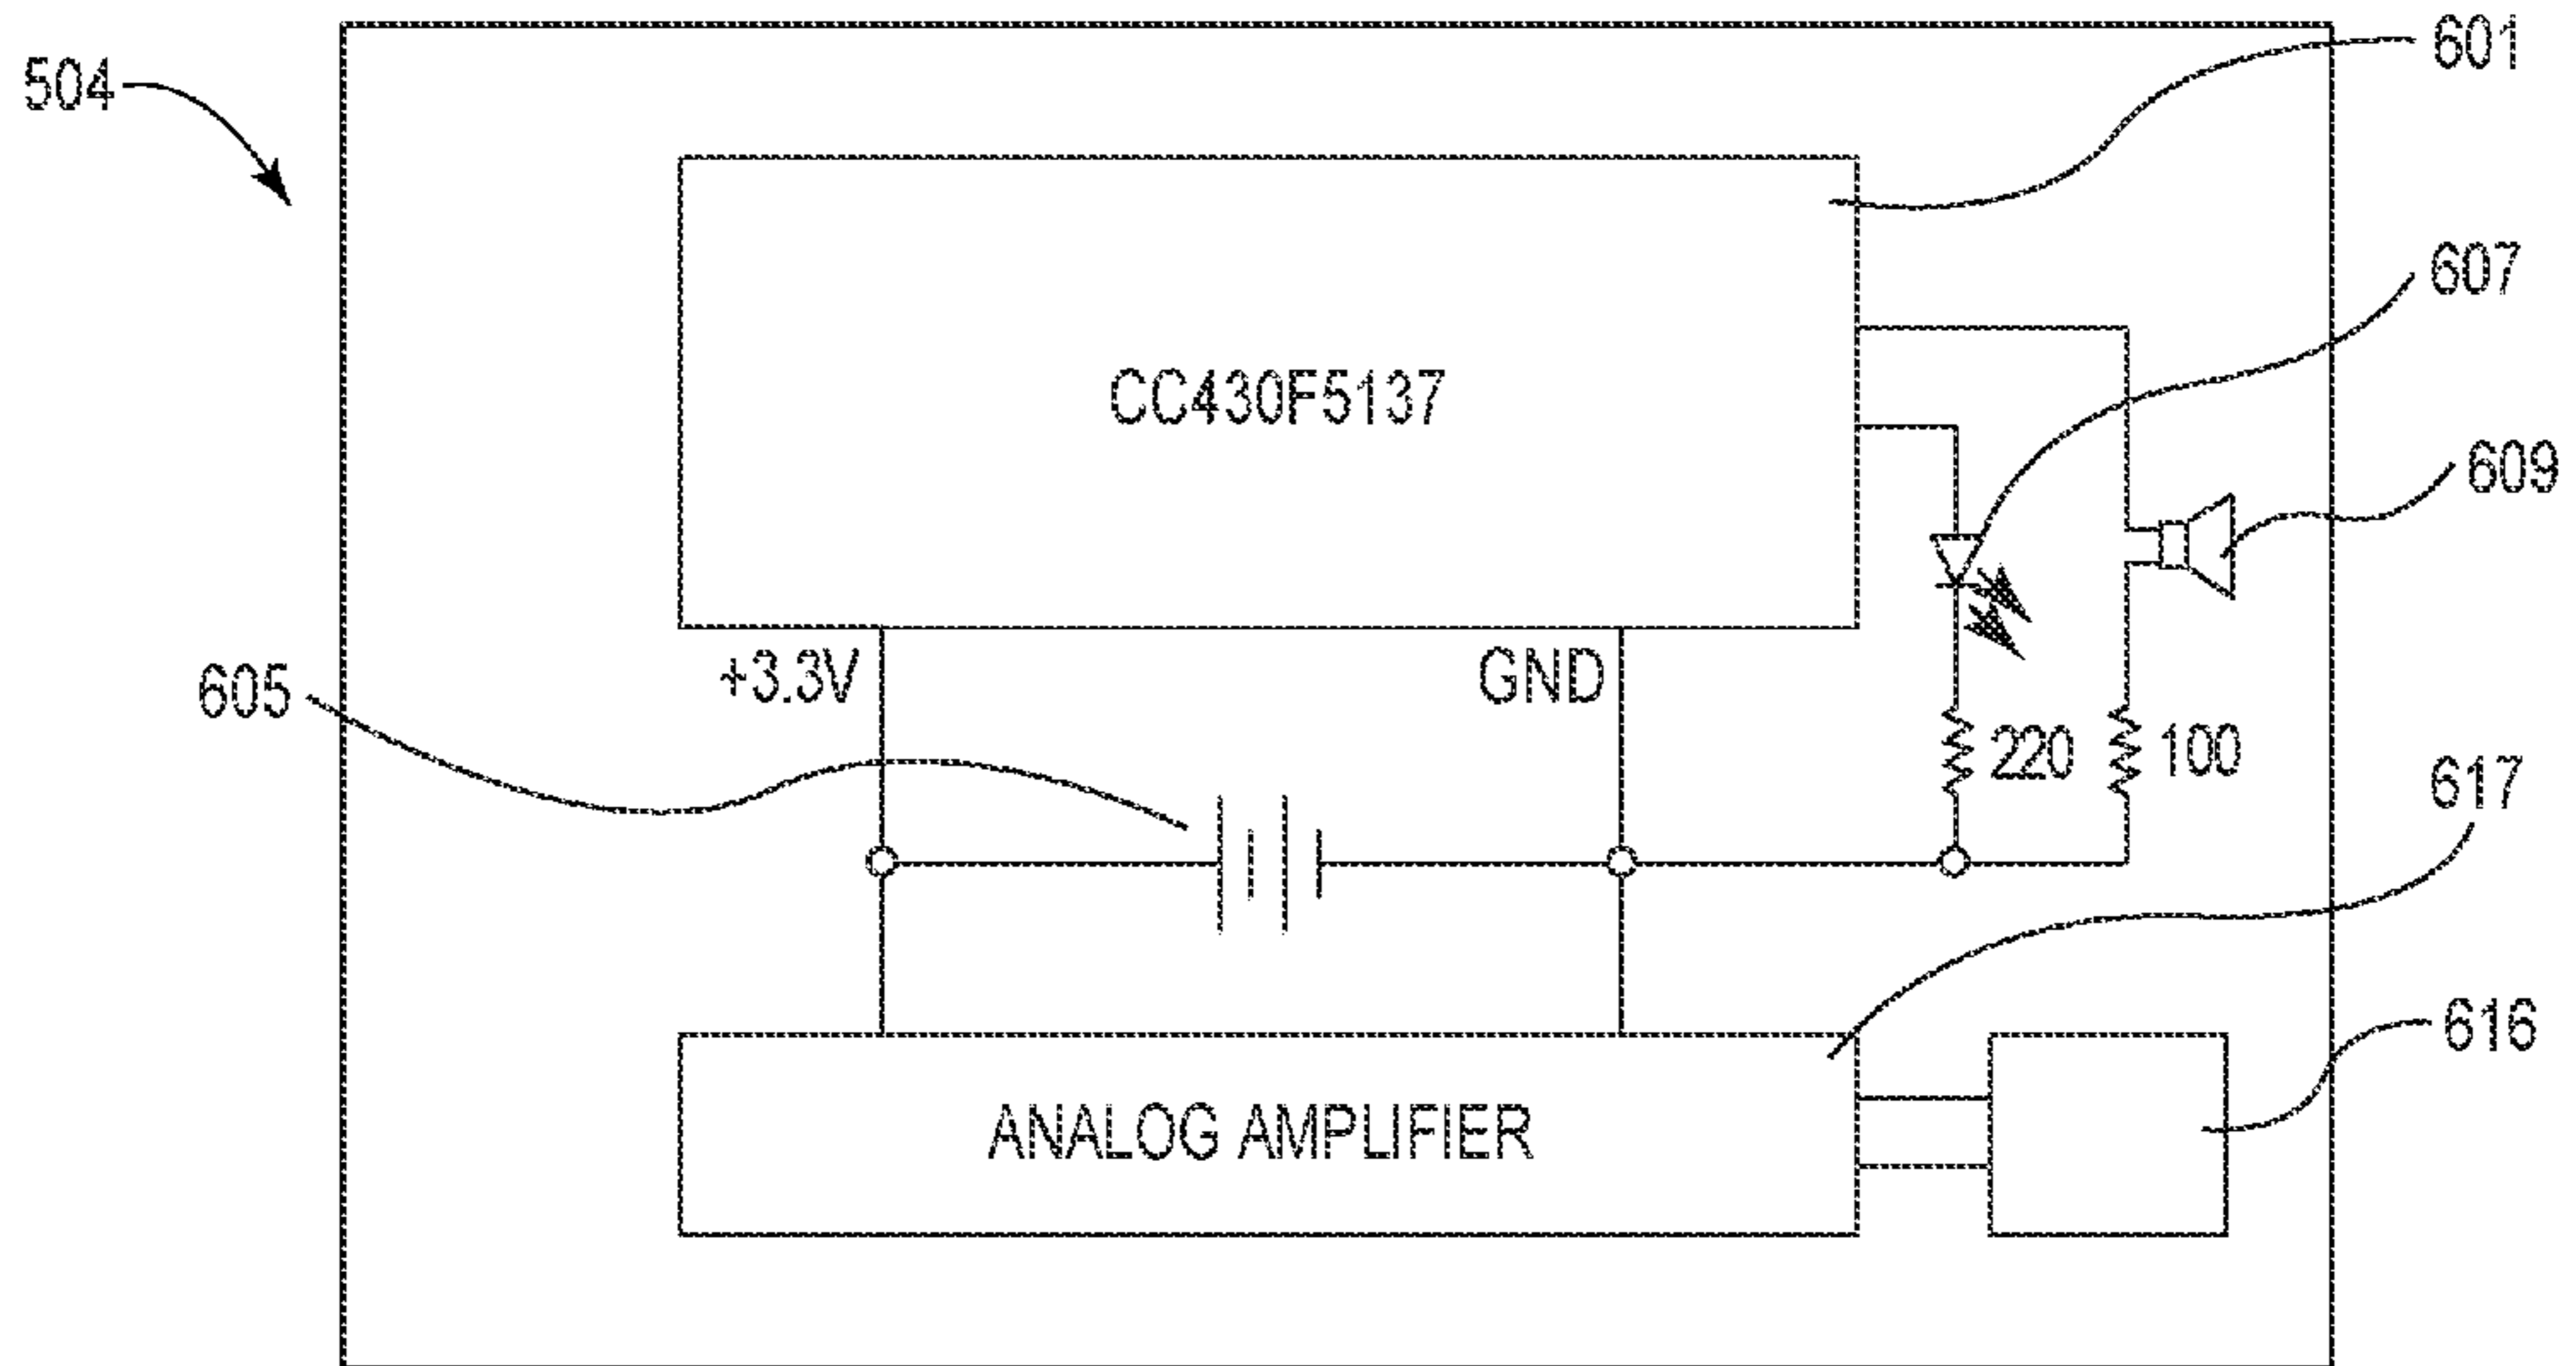 601
504
607
CC430F5137
609
+3.3V
GND
605
220
100
617
616
ANALOG AMPLIFIER